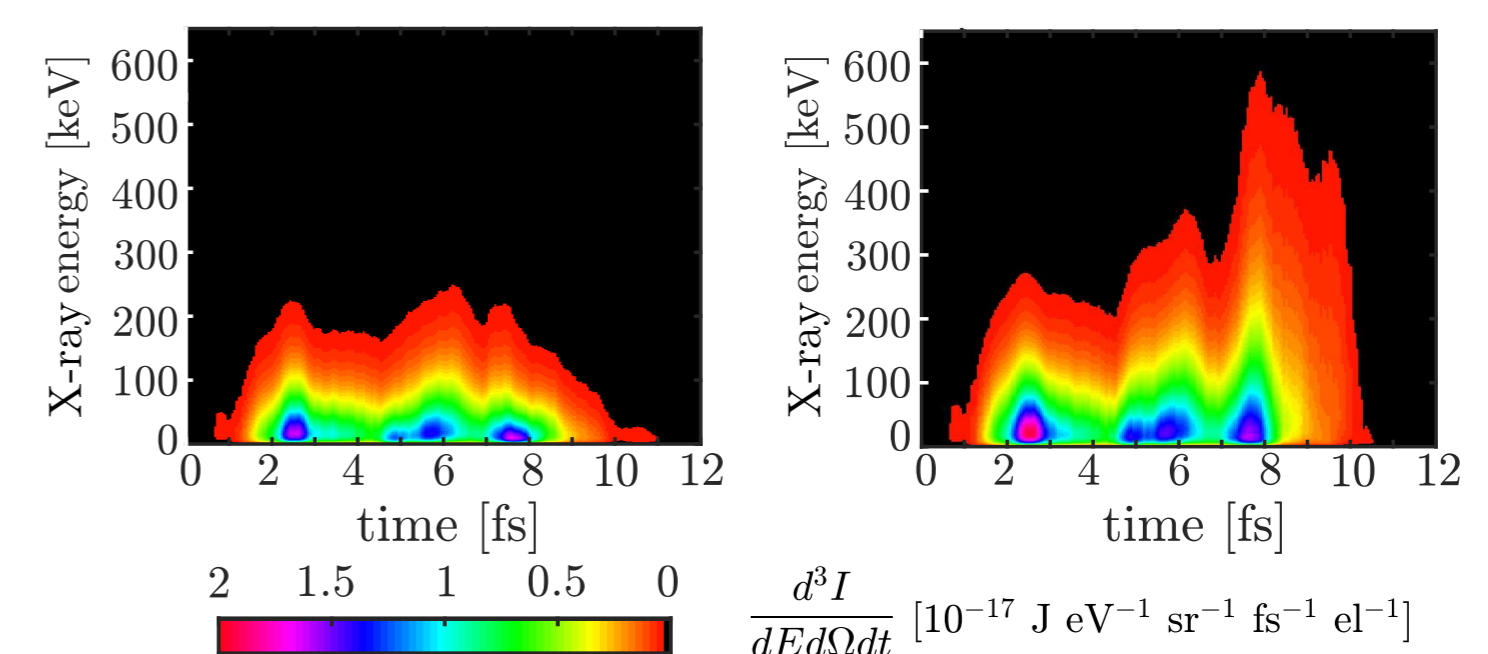 X-ray energy [keV]
600
500
400
300
200
100
0
0 2 4 6 8 10 12
time [fs]
X-ray energy [keV]
600
500
400
300
200
100
0
0 2 4 6 8 10 12
time [fs]
2 1.5 1 0.5 0
d³I
dEdΩdt
[10⁻¹⁷ J eV⁻¹ sr⁻¹ fs⁻¹ el⁻¹]